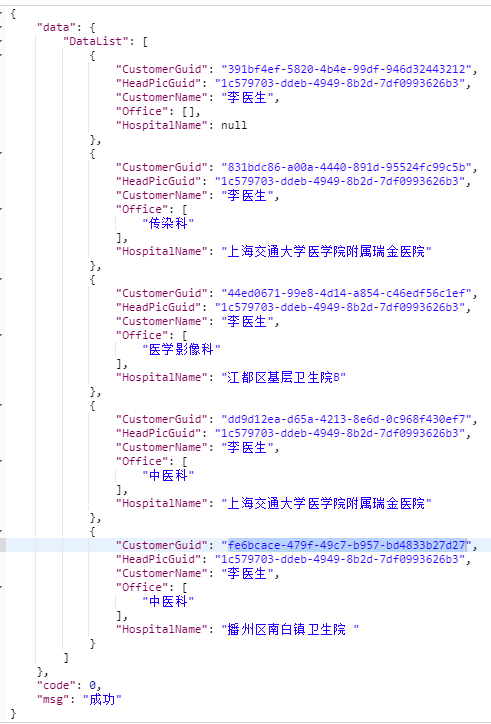 {
"data": {
"DataList": [
{
"CustomerGuid": "391bf4ef-5820-4b4e-99df-946d32443212",
"HeadPicGuid": "1c579703-ddeb-4949-8b2d-7df0993626b3",
"CustomerName": "李医生",
"Office": [],
"HospitalName": null
},
{
"CustomerGuid": "831bdc86-a00a-4440-891d-95524fc99c5b",
"HeadPicGuid": "1c579703-ddeb-4949-8b2d-7df0993626b3",
"CustomerName": "李医生",
"Office": [
"传染科"
],
"HospitalName": "上海交通大学医学院附属瑞金医院"
},
{
"CustomerGuid": "44ed0671-99e8-4d14-a854-c46edf56c1ef",
"HeadPicGuid": "1c579703-ddeb-4949-8b2d-7df0993626b3",
"CustomerName": "李医生",
"Office": [
"医学影像科"
],
"HospitalName": "江都区基层卫生院B"
},
{
"CustomerGuid": "dd9d12ea-d65a-4213-8e6d-0c968f430ef7",
"HeadPicGuid": "1c579703-ddeb-4949-8b2d-7df0993626b3",
"CustomerName": "李医生",
"Office": [
"中医科"
],
"HospitalName": "上海交通大学医学院附属瑞金医院"
},
{
"CustomerGuid": "fe6bcace-479f-49c7-b957-bd4833b27d27",
"HeadPicGuid": "1c579703-ddeb-4949-8b2d-7df0993626b3",
"CustomerName": "李医生",
"Office": [
"中医科"
],
"HospitalName": "播州区南白镇卫生院 "
}
]
},
"code": 0,
"msg": "成功"
}